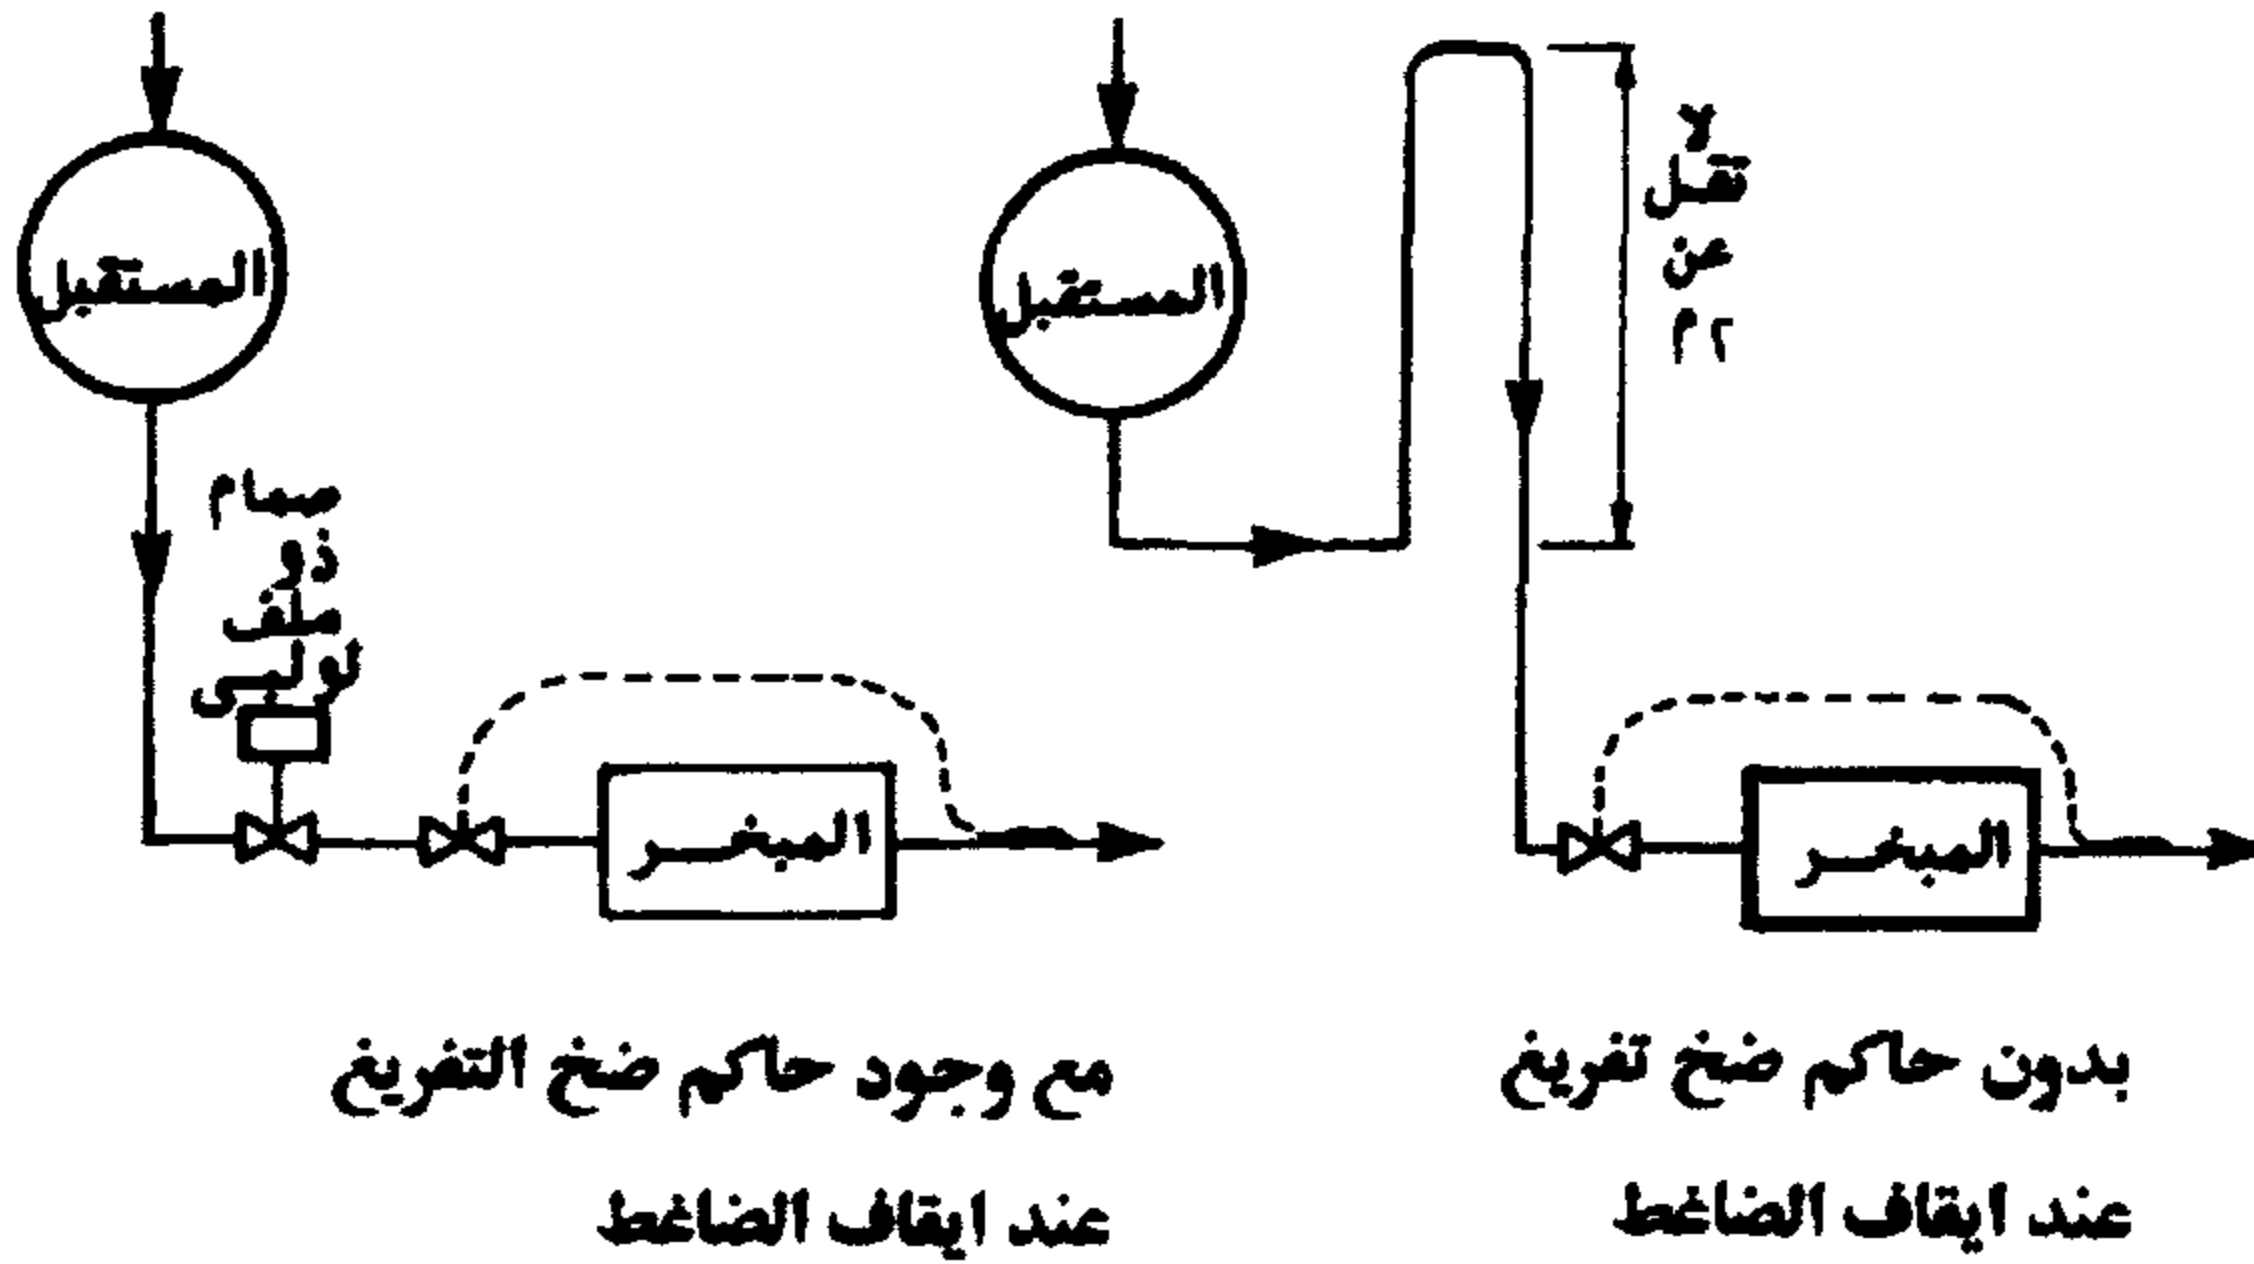 المستقبل
المستقبل
لا
تقل
عن
٢ م
صمام
ذو
ملف
لولبى
المبخر
المبخر
بدون حاكم ضخ تفريغ
عند ايقاف الضاغط
مع وجود حاكم ضخ التفريغ
عند ايقاف الضاغط